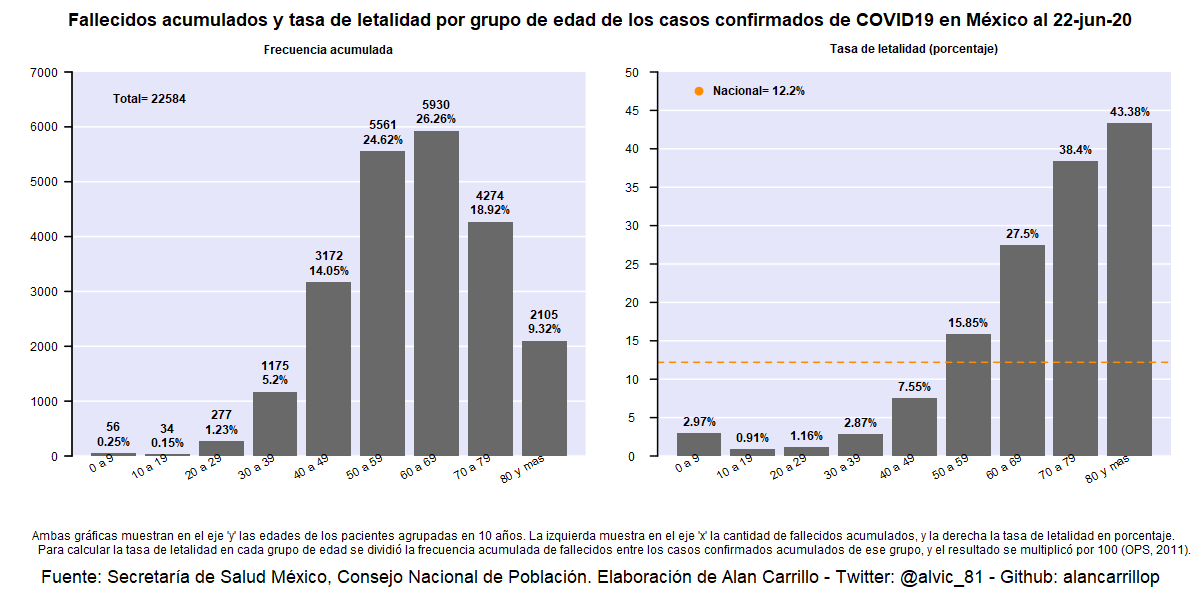 Fallecidos acumulados y tasa de letalidad por grupo de edad de los casos confirmados de COVID19 en México al 22-jun-20
Frecuencia acumulada
7000
6000
5000
4000
3000
2000
1000
0
Total= 22584
56
0.25%
34
0.15%
277
1.23%
1175
5.2%
3172
14.05%
5561
24.62%
5930
26.26%
4274
18.92%
2105
9.32%
0 a 9
10 a 19
20 a 29
30 a 39
40 a 49
50 a 59
60 a 69
70 a 79
80 y mas
Tasa de letalidad (porcentaje)
50
45
40
35
30
25
20
15
10
5
0
Nacional= 12.2%
2.97%
0.91%
1.16%
2.87%
7.55%
15.85%
27.5%
38.4%
43.38%
0 a 9
10 a 19
20 a 29
30 a 39
40 a 49
50 a 59
60 a 69
70 a 79
80 y mas
Ambas gráficas muestran en el eje 'y' las edades de los pacientes agrupadas en 10 años. La izquierda muestra en el eje 'x' la cantidad de fallecidos acumulados, y la derecha la tasa de letalidad en porcentaje.
Para calcular la tasa de letalidad en cada grupo de edad se dividió la frecuencia acumulada de fallecidos entre los casos confirmados acumulados de ese grupo, y el resultado se multiplicó por 100 (OPS, 2011).
Fuente: Secretaría de Salud México, Consejo Nacional de Población. Elaboración de Alan Carrillo - Twitter: @alvic_81 - Github: alancarrillop